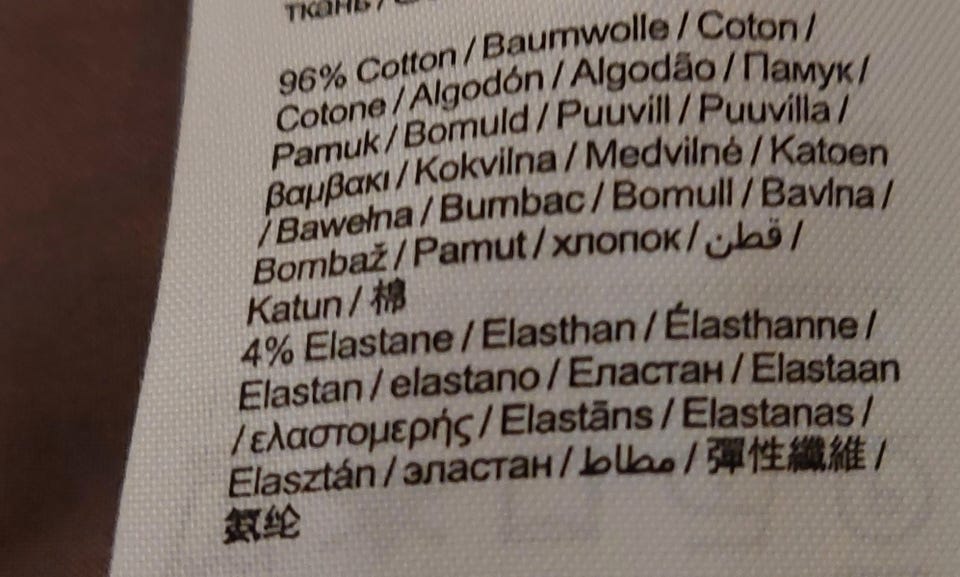 ткань /
96% Cotton / Baumwolle / Coton /
Cotone / Algodón / Algodão / Памук /
Pamuk / Bomuld / Puuvill / Puuvilla /
βαμβακι / Kokvilna / Medvilné / Katoen
/ Bawełna / Bumbac / Bomull / Bavlna /
Bombaž / Pamut / хлопок / قطن /
Katun / 棉
4% Elastane / Elasthan / Élasthanne /
Elastan / elastano / Еластан / Elastaan
/ ελαστομερής / Elastāns / Elastanas /
Elasztán / эластан / مطاط / 彈性纖維 /
氨纶